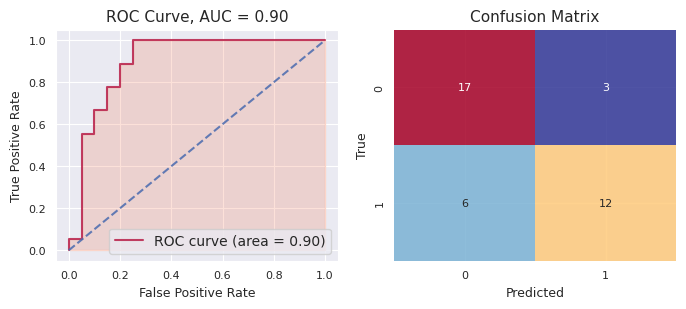 ROC Curve, AUC = 0.90
True Positive Rate
1.0
0.8
0.6
0.4
0.2
0.0
ROC curve (area = 0.90)
0.0 0.2 0.4 0.6 0.8 1.0
False Positive Rate
Confusion Matrix
True
0
17 3
1
6 12
0 1
Predicted